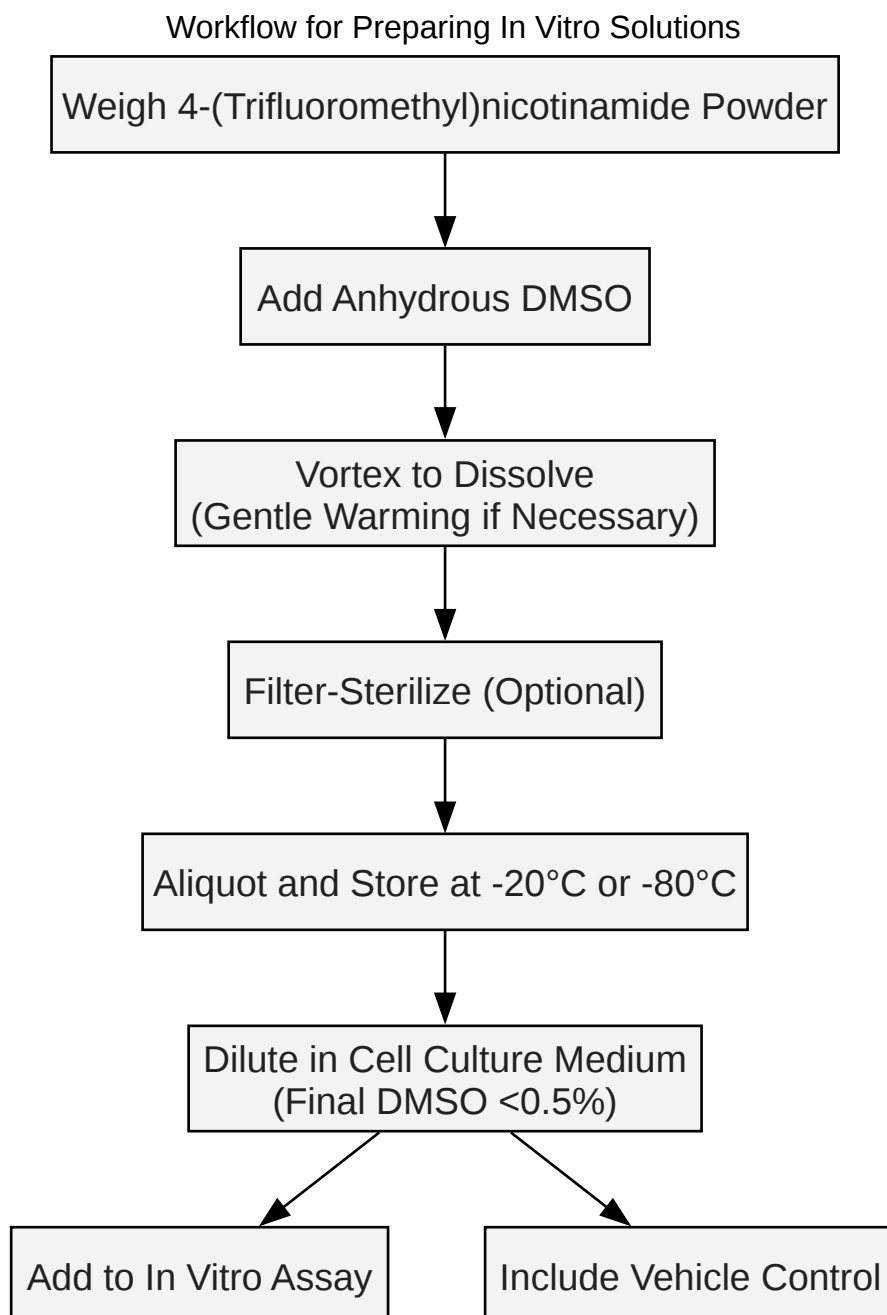 Workflow for Preparing In Vitro Solutions
Weigh 4-(Trifluoromethyl)nicotinamide Powder
Add Anhydrous DMSO
Vortex to Dissolve
(Gentle Warming if Necessary)
Filter-Sterilize (Optional)
Aliquot and Store at -20°C or -80°C
Dilute in Cell Culture Medium
(Final DMSO <0.5%)
Add to In Vitro Assay
Include Vehicle Control